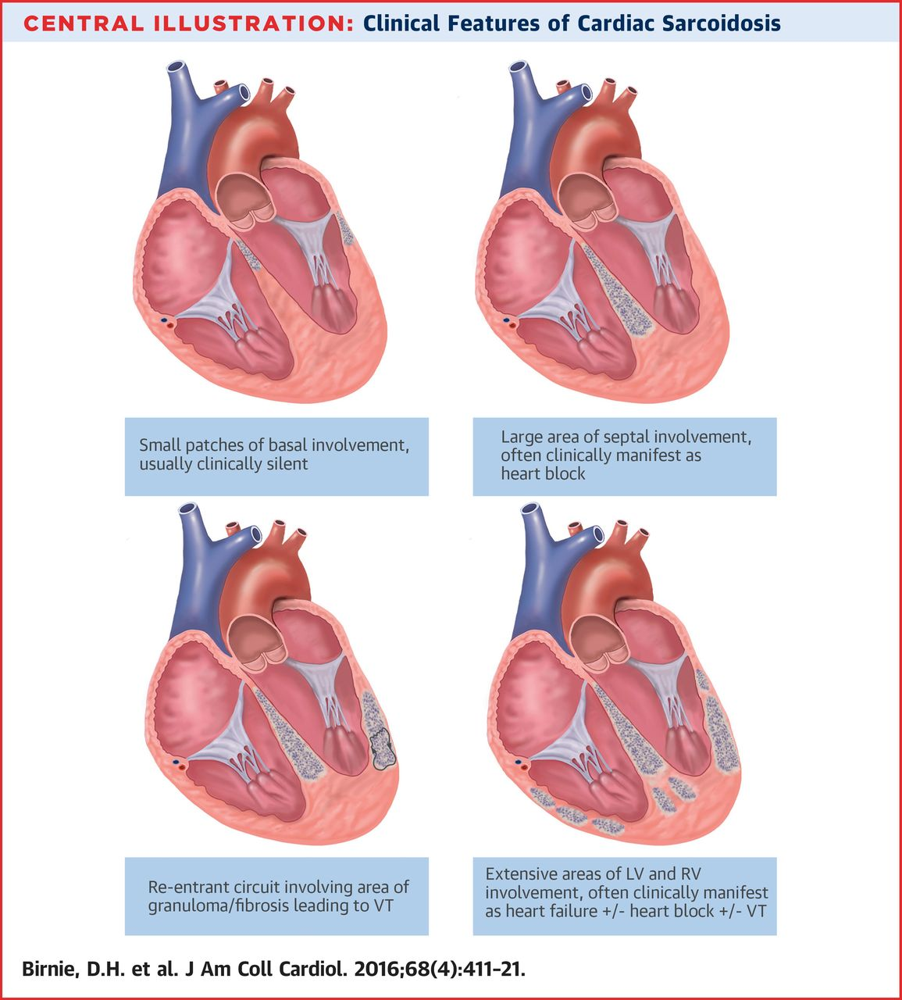 CENTRAL ILLUSTRATION: Clinical Features of Cardiac Sarcoidosis
Small patches of basal involvement,
usually clinically silent
Large area of septal involvement,
often clinically manifest as
heart block
Re-entrant circuit involving area of
granuloma/fibrosis leading to VT
Extensive areas of LV and RV
involvement, often clinically manifest
as heart failure +/- heart block +/- VT
Birnie, D.H. et al. J Am Coll Cardiol. 2016;68(4):411–21.